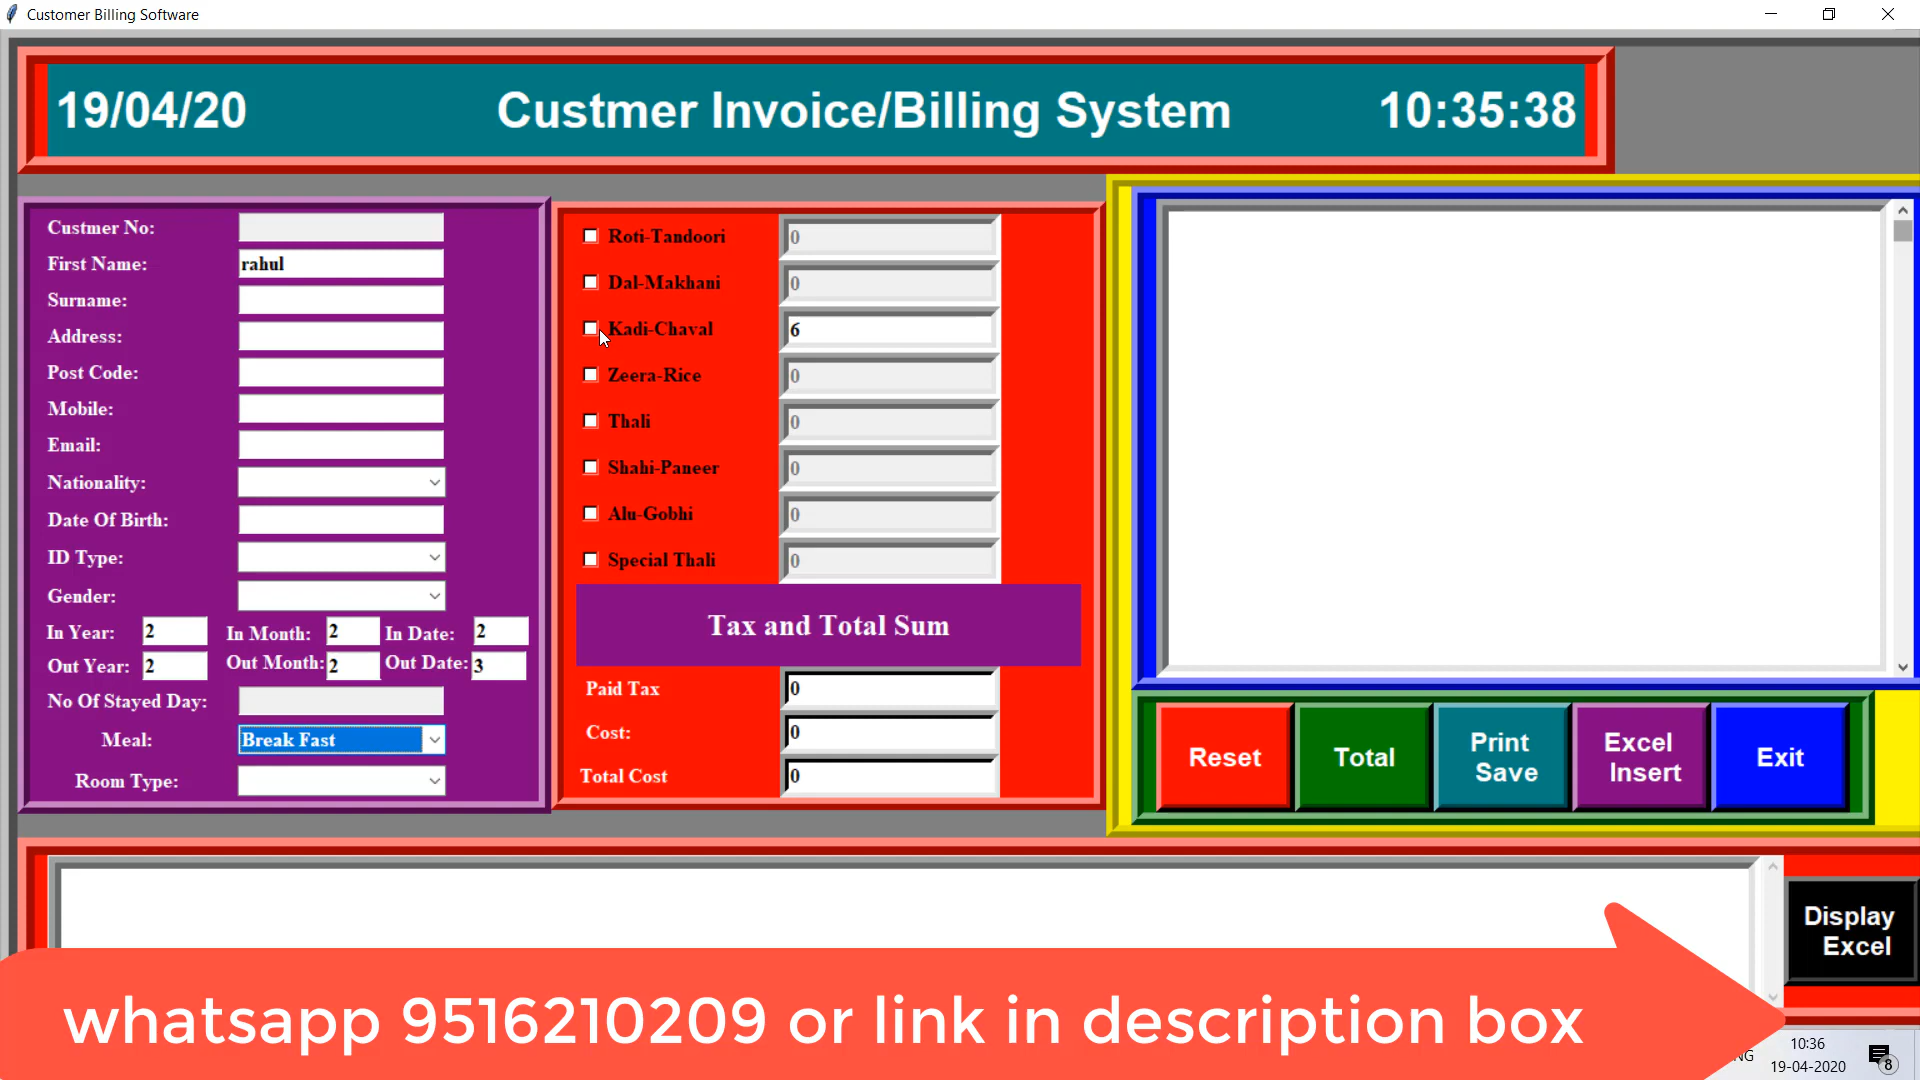 Customer Billing Software
19/04/20 Custmer Invoice/Billing System 10:35:38
Custmer No:
First Name: rahul
Surname:
Address:
Post Code:
Mobile:
Email:
Nationality:
Date Of Birth:
ID Type:
Gender:
In Year: 2 In Month: 2 In Date: 2
Out Year: 2 Out Month: 2 Out Date: 3
No Of Stayed Day:
Meal: Break Fast
Room Type:
Roti-Tandoori 0
Dal-Makhani 0
Kadi-Chaval 6
Zeera-Rice 0
Thali 0
Shahi-Paneer 0
Alu-Gobhi 0
Special Thali 0
Tax and Total Sum
Paid Tax 0
Cost: 0
Total Cost 0
Reset
Total
Print
Save
Excel
Insert
Exit
Display
Excel
whatsapp 9516210209 or link in description box
10:36
19-04-2020
8